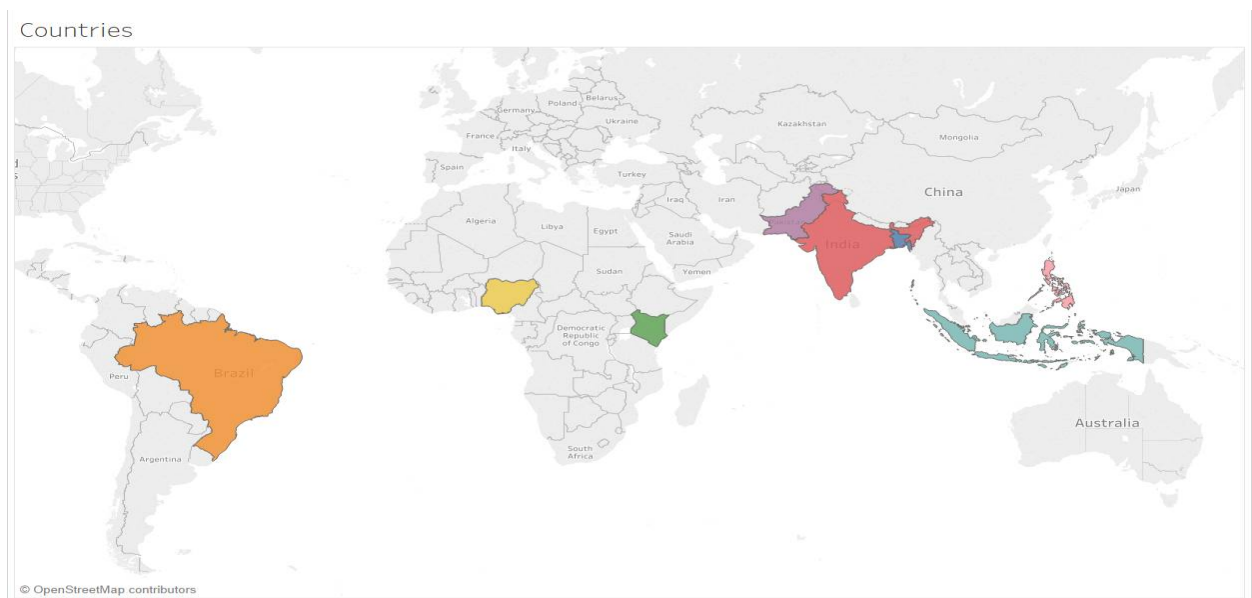 Countries
Germany
Poland
Belarus
Ukraine
France
Italy
Spain
Turkey
Kazakhstan
Mongolia
China
Japan
Iraq
Iran
Algeria
Libya
Egypt
Saudi
Arabia
India
Sudan
Yemen
Democratic
Republic
of Congo
Peru
Brazil
Argentina
South
Africa
Australia
© OpenStreetMap contributors